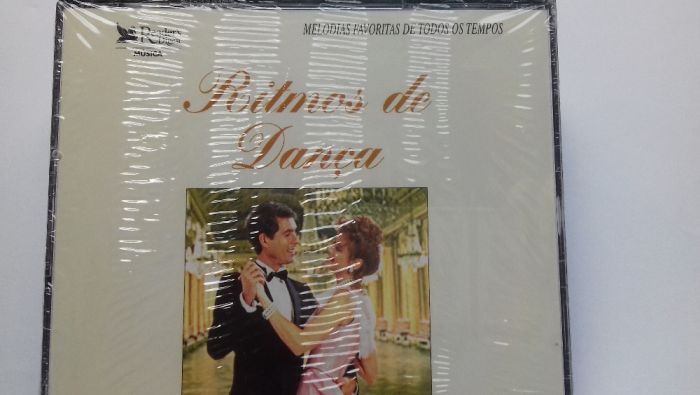 Reader's
Digest
MÚSICA
MELODIAS FAVORITAS DE TODOS OS TEMPOS
Ritmos de
Dança